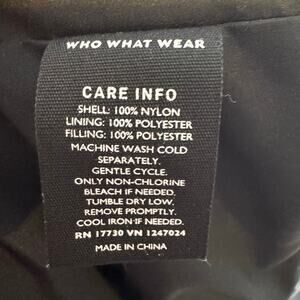 WHO WHAT WEAR
CARE INFO
SHELL: 100% NYLON
LINING: 100% POLYESTER
FILLING: 100% POLYESTER
MACHINE WASH COLD
SEPARATELY.
GENTLE CYCLE.
ONLY NON-CHLORINE
BLEACH IF NEEDED.
TUMBLE DRY LOW.
REMOVE PROMPTLY.
COOL IRON IF NEEDED.
RN 17730 VN 1247024
MADE IN CHINA